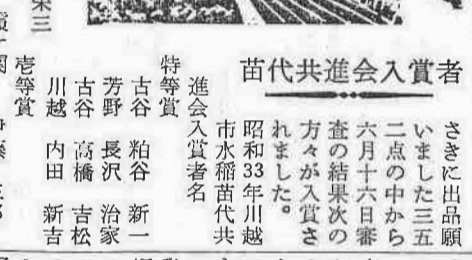 苗代共進会入賞者
さきに出品願
いました三五
二点の中から
六月十六日審
査の結果次の
方々が入賞さ
れました。
昭和33年川越
市水稲苗代共
進会入賞者名
特等賞
古谷 粕谷 新一
芳野 長沢 治家
古谷 高橋 吉松
川越 内田 新吉
壱等賞